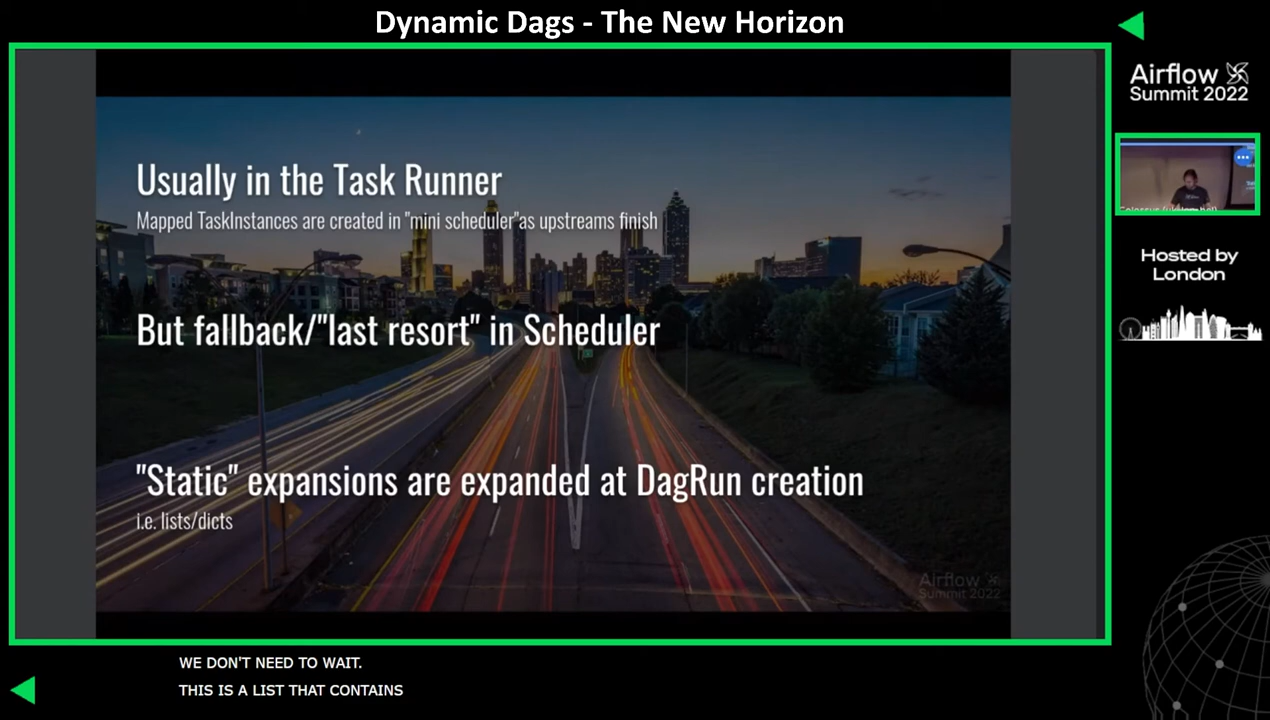 Dynamic Dags - The New Horizon
Airflow
Summit 2022
Usually in the Task Runner
Mapped TaskInstances are created in "mini scheduler"as upstreams finish
But fallback/"last resort" in Scheduler
"Static" expansions are expanded at DagRun creation
i.e. lists/dicts
Airflow
Summit 2022
Hosted by
London
WE DON'T NEED TO WAIT.
THIS IS A LIST THAT CONTAINS